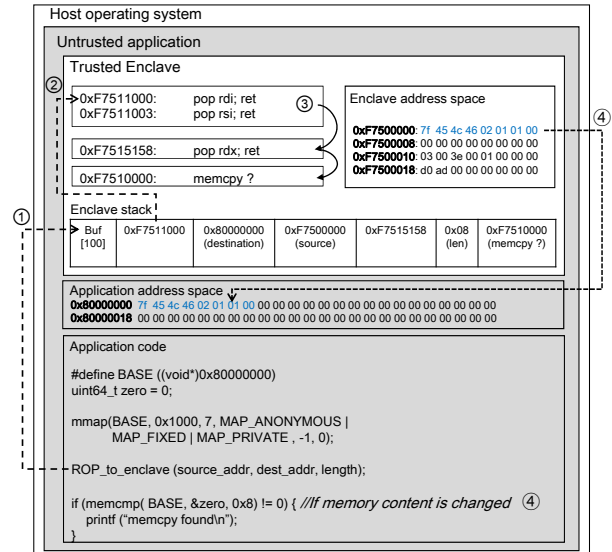 Host operating system
Untrusted application
Trusted Enclave
②
0xF7511000: pop rdi; ret
0xF7511003: pop rsi; ret
③
0xF7515158: pop rdx; ret
0xF7510000: memcpy ?
Enclave address space
④
0xF7500000: 7f 45 4c 46 02 01 01 00
0xF7500008: 00 00 00 00 00 00 00 00
0xF7500010: 03 00 3e 00 01 00 00 00
0xF7500018: d0 ad 00 00 00 00 00 00
Enclave stack
①
Buf [100]
0xF7511000
0x80000000 (destination)
0xF7500000 (source)
0xF7515158
0x08 (len)
0xF7510000 (memcpy ?)
Application address space
0x80000000 7f 45 4c 46 02 01 01 00 00 00 00 00 00 00 00 00 00 00 00 00 00 00 00 00
0x80000018 00 00 00 00 00 00 00 00 00 00 00 00 00 00 00 00 00 00 00 00 00 00 00 00
Application code
#define BASE ((void*)0x80000000)
uint64_t zero = 0;
mmap(BASE, 0x1000, 7, MAP_ANONYMOUS |
MAP_FIXED | MAP_PRIVATE , -1, 0);
ROP_to_enclave (source_addr, dest_addr, length);
if (memcmp( BASE, &zero, 0x8) != 0) { //If memory content is changed ④
printf ("memcpy found\n");
}